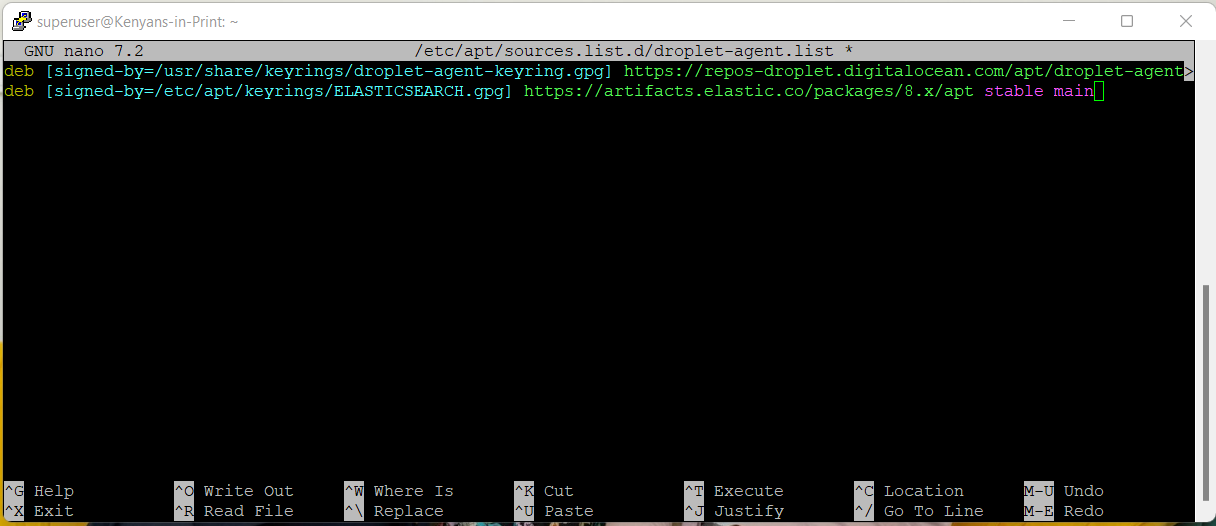 superuser@Kenyans-in-Print: ~
GNU nano 7.2 /etc/apt/sources.list.d/droplet-agent.list *
deb [signed-by=/usr/share/keyrings/droplet-agent-keyring.gpg] https://repos-droplet.digitalocean.com/apt/droplet-agent>
deb [signed-by=/etc/apt/keyrings/ELASTICSEARCH.gpg] https://artifacts.elastic.co/packages/8.x/apt stable main
^G Help ^O Write Out ^W Where Is ^K Cut ^T Execute ^C Location M-U Undo
^X Exit ^R Read File ^\ Replace ^U Paste ^J Justify ^/ Go To Line M-E Redo